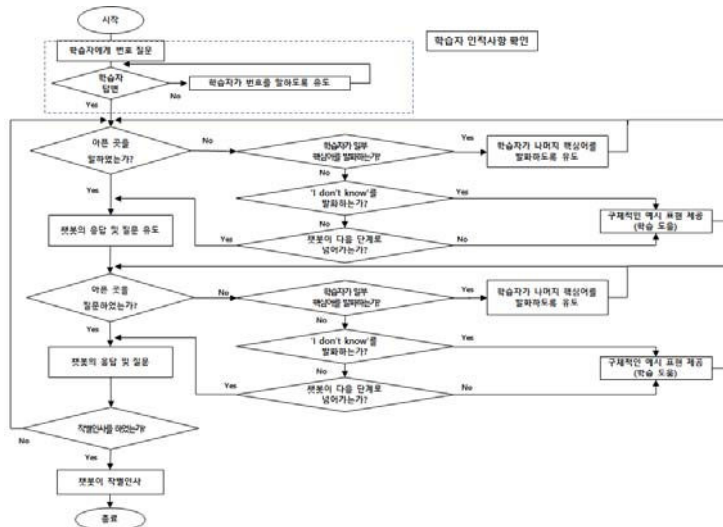 시작
학습자에게 번호 질문
학습자 인적사항 확인
학습자
답변
No
학습자가 번호를 말하도록 유도
Yes
아픈 곳을
말하였는가?
No
학습자가 일부
핵심어를 발화하는가?
Yes
학습자가 나머지 핵심어를
발화하도록 유도
No
Yes
'I don't know'를
발화하는가?
Yes
No
구체적인 예시 표현 제공
(학습 도움)
챗봇의 응답 및 질문 유도
Yes
챗봇이 다음 단계로
넘어가는가?
No
아픈 곳을
질문하였는가?
No
학습자가 일부
핵심어를 발화하는가?
Yes
학습자가 나머지 핵심어를
발화하도록 유도
No
Yes
'I don't know'를
발화하는가?
Yes
챗봇의 응답 및 질문
No
구체적인 예시 표현 제공
(학습 도움)
Yes
챗봇이 다음 단계로
넘어가는가?
No
작별인사를 하였는가?
No
Yes
챗봇이 작별인사
종료